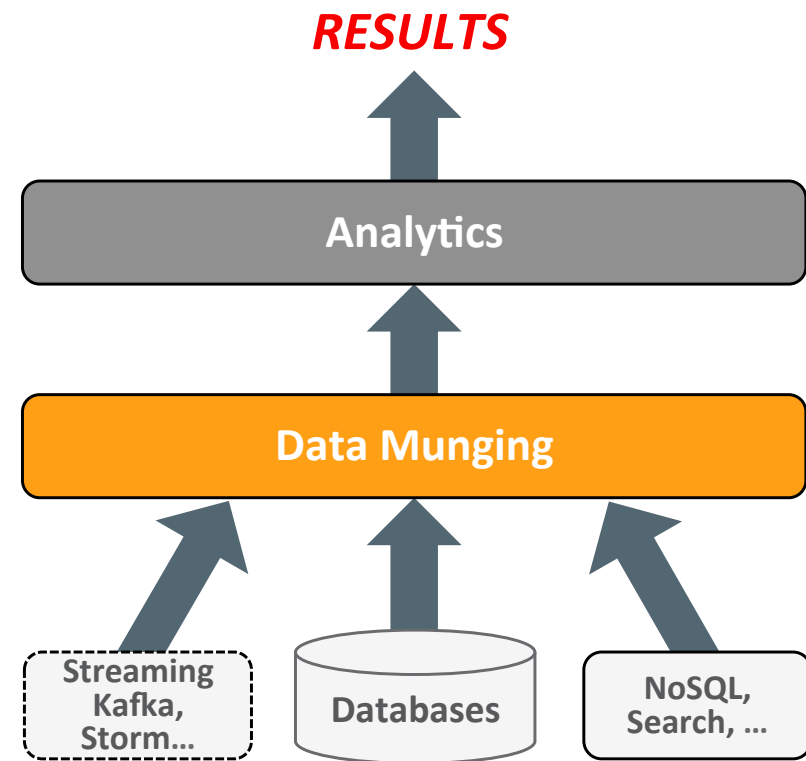 RESULTS
Analytics
Data Munging
Streaming
Kafka,
Storm…
Databases
NoSQL,
Search, …